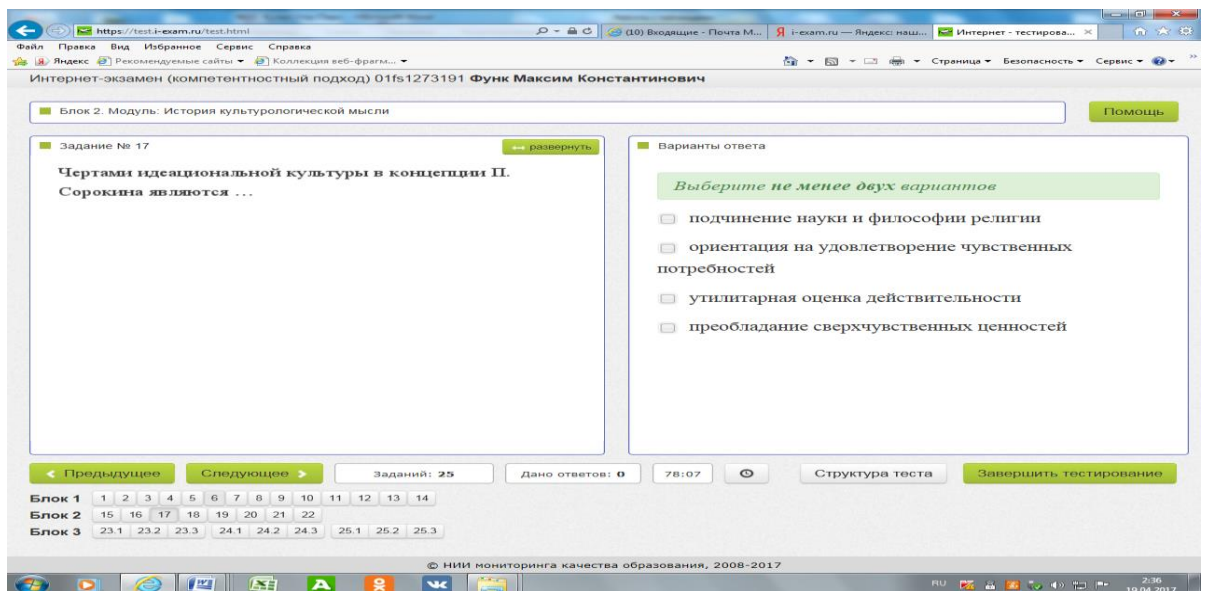 https://test.i-exam.ru/test.html
(10) Входящие - Почта М...
Я i-exam.ru — Яндекс: наш...
Интернет - тестирова... ×
Файл Правка Вид Избранное Сервис Справка
Яндекс Рекомендуемые сайты Коллекция веб-фрагм...
Страница Безопасность Сервис
Интернет-экзамен (компетентностный подход) 01fs1273191 Функ Максим Константинович
Блок 2. Модуль: История культурологической мысли
Помощь
Задание № 17
развернуть
Чертами идеациональной культуры в концепции П.
Сорокина являются …
Варианты ответа
Выберите не менее двух вариантов
подчинение науки и философии религии
ориентация на удовлетворение чувственных
потребностей
утилитарная оценка действительности
преобладание сверхчувственных ценностей
< Предыдущее
Следующее >
Заданий: 25
Дано ответов: 0
78:07
Структура теста
Завершить тестирование
Блок 1 1 2 3 4 5 6 7 8 9 10 11 12 13 14
Блок 2 15 16 17 18 19 20 21 22
Блок 3 23.1 23.2 23.3 24.1 24.2 24.3 25.1 25.2 25.3
© НИИ мониторинга качества образования, 2008-2017
RU
2:36
19.04.2017